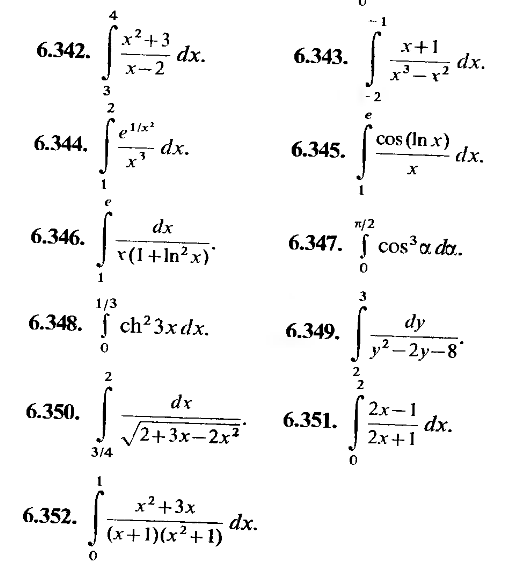 6.342. ∫₃⁴ (x²+3)/(x−2) dx. 6.343. ∫₋₂⁻¹ (x+1)/(x³−x²) dx.
6.344. ∫₁² e^(1/x²)/x³ dx. 6.345. ∫₁ᵉ cos (ln x)/x dx.
6.346. ∫₁ᵉ dx/(x(1+ln²x)). 6.347. ∫₀^(π/2) cos³α dα.
6.348. ∫₀^(1/3) ch²3x dx. 6.349. ∫₂³ dy/(y²−2y−8).
6.350. ∫_(3/4)^2 dx/√(2+3x−2x²). 6.351. ∫₀² (2x−1)/(2x+1) dx.
6.352. ∫₀¹ (x²+3x)/((x+1)(x²+1)) dx.